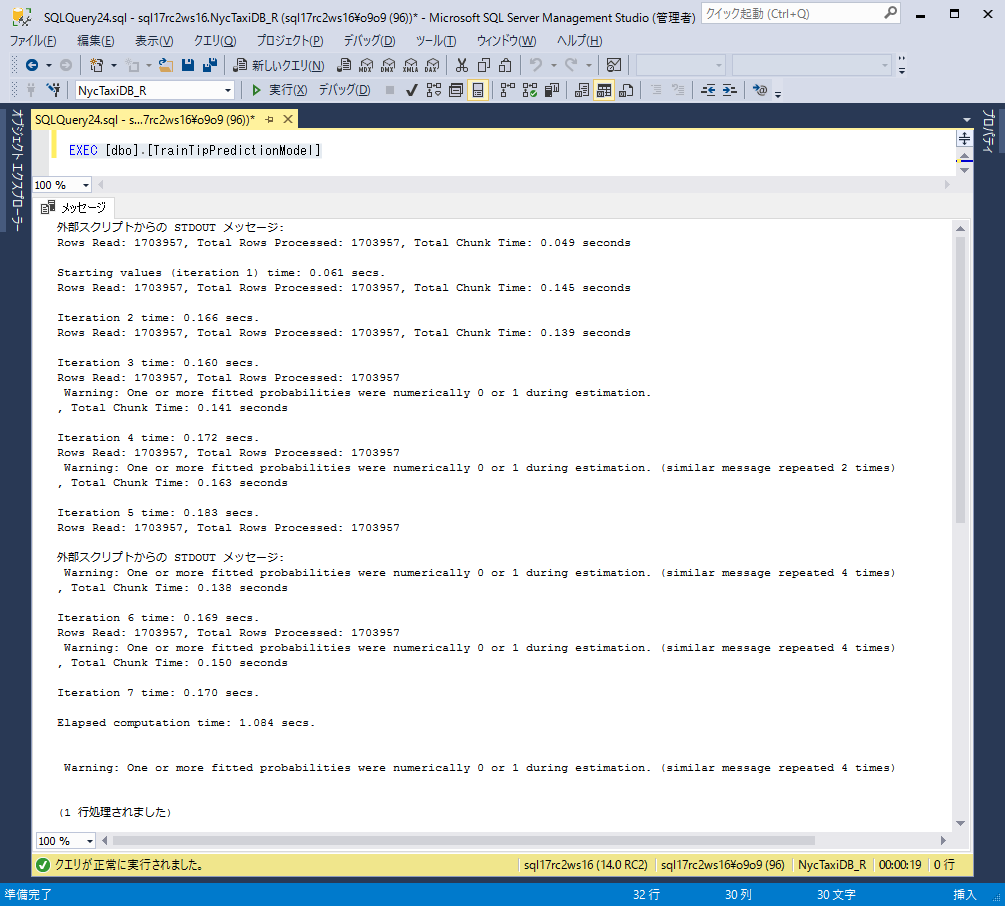 SQLQuery24.sql - sql17rc2ws16.NycTaxiDB_R (sql17rc2ws16¥o9o9 (96))* - Microsoft SQL Server Management Studio (管理者)
クイック起動 (Ctrl+Q)
ファイル(F) 編集(E) 表示(V) クエリ(Q) プロジェクト(P) デバッグ(D) ツール(T) ウィンドウ(W) ヘルプ(H)
新しいクエリ(N) MDX DMX XMLA DAX
NycTaxiDB_R 実行(X) デバッグ(D)
オブジェクト エクスプローラー
SQLQuery24.sql - s...7rc2ws16¥o9o9 (96))*
プロパティ
EXEC [dbo].[TrainTipPredictionModel]
100 %
メッセージ
外部スクリプトからの STDOUT メッセージ:
Rows Read: 1703957, Total Rows Processed: 1703957, Total Chunk Time: 0.049 seconds
Starting values (iteration 1) time: 0.061 secs.
Rows Read: 1703957, Total Rows Processed: 1703957, Total Chunk Time: 0.145 seconds
Iteration 2 time: 0.166 secs.
Rows Read: 1703957, Total Rows Processed: 1703957, Total Chunk Time: 0.139 seconds
Iteration 3 time: 0.160 secs.
Rows Read: 1703957, Total Rows Processed: 1703957
Warning: One or more fitted probabilities were numerically 0 or 1 during estimation.
, Total Chunk Time: 0.141 seconds
Iteration 4 time: 0.172 secs.
Rows Read: 1703957, Total Rows Processed: 1703957
Warning: One or more fitted probabilities were numerically 0 or 1 during estimation. (similar message repeated 2 times)
, Total Chunk Time: 0.163 seconds
Iteration 5 time: 0.183 secs.
Rows Read: 1703957, Total Rows Processed: 1703957
外部スクリプトからの STDOUT メッセージ:
Warning: One or more fitted probabilities were numerically 0 or 1 during estimation. (similar message repeated 4 times)
, Total Chunk Time: 0.138 seconds
Iteration 6 time: 0.169 secs.
Rows Read: 1703957, Total Rows Processed: 1703957
Warning: One or more fitted probabilities were numerically 0 or 1 during estimation. (similar message repeated 4 times)
, Total Chunk Time: 0.150 seconds
Iteration 7 time: 0.170 secs.
Elapsed computation time: 1.084 secs.
Warning: One or more fitted probabilities were numerically 0 or 1 during estimation. (similar message repeated 4 times)
(1 行処理されました)
100 %
クエリが正常に実行されました。 sql17rc2ws16 (14.0 RC2) sql17rc2ws16¥o9o9 (96) NycTaxiDB_R 00:00:19 0 行
準備完了 32 行 30 列 30 文字 挿入